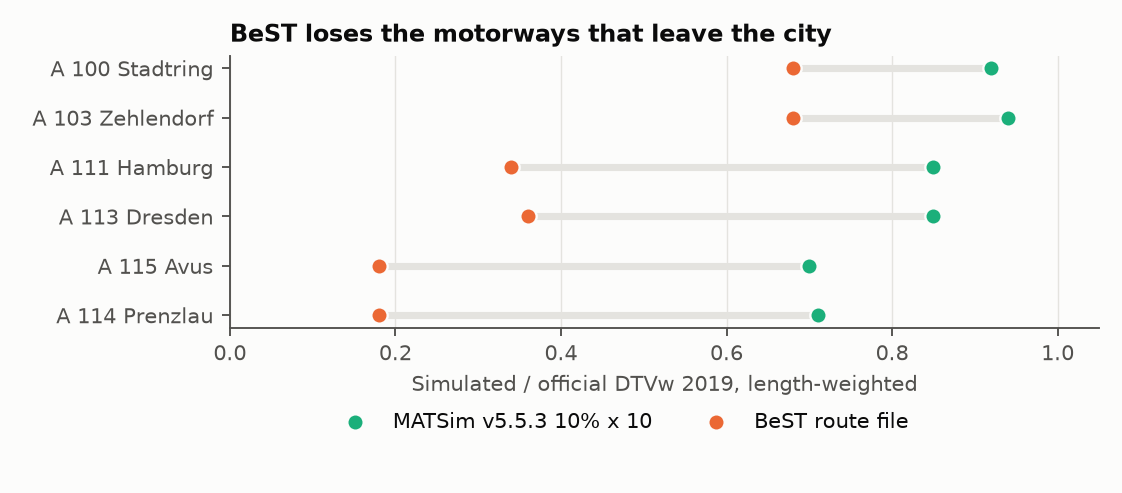 BeST loses the motorways that leave the city
A 100 Stadtring
A 103 Zehlendorf
A 111 Hamburg
A 113 Dresden
A 115 Avus
A 114 Prenzlau
0.0 0.2 0.4 0.6 0.8 1.0
Simulated / official DTVw 2019, length-weighted
MATSim v5.5.3 10% x 10 BeST route file